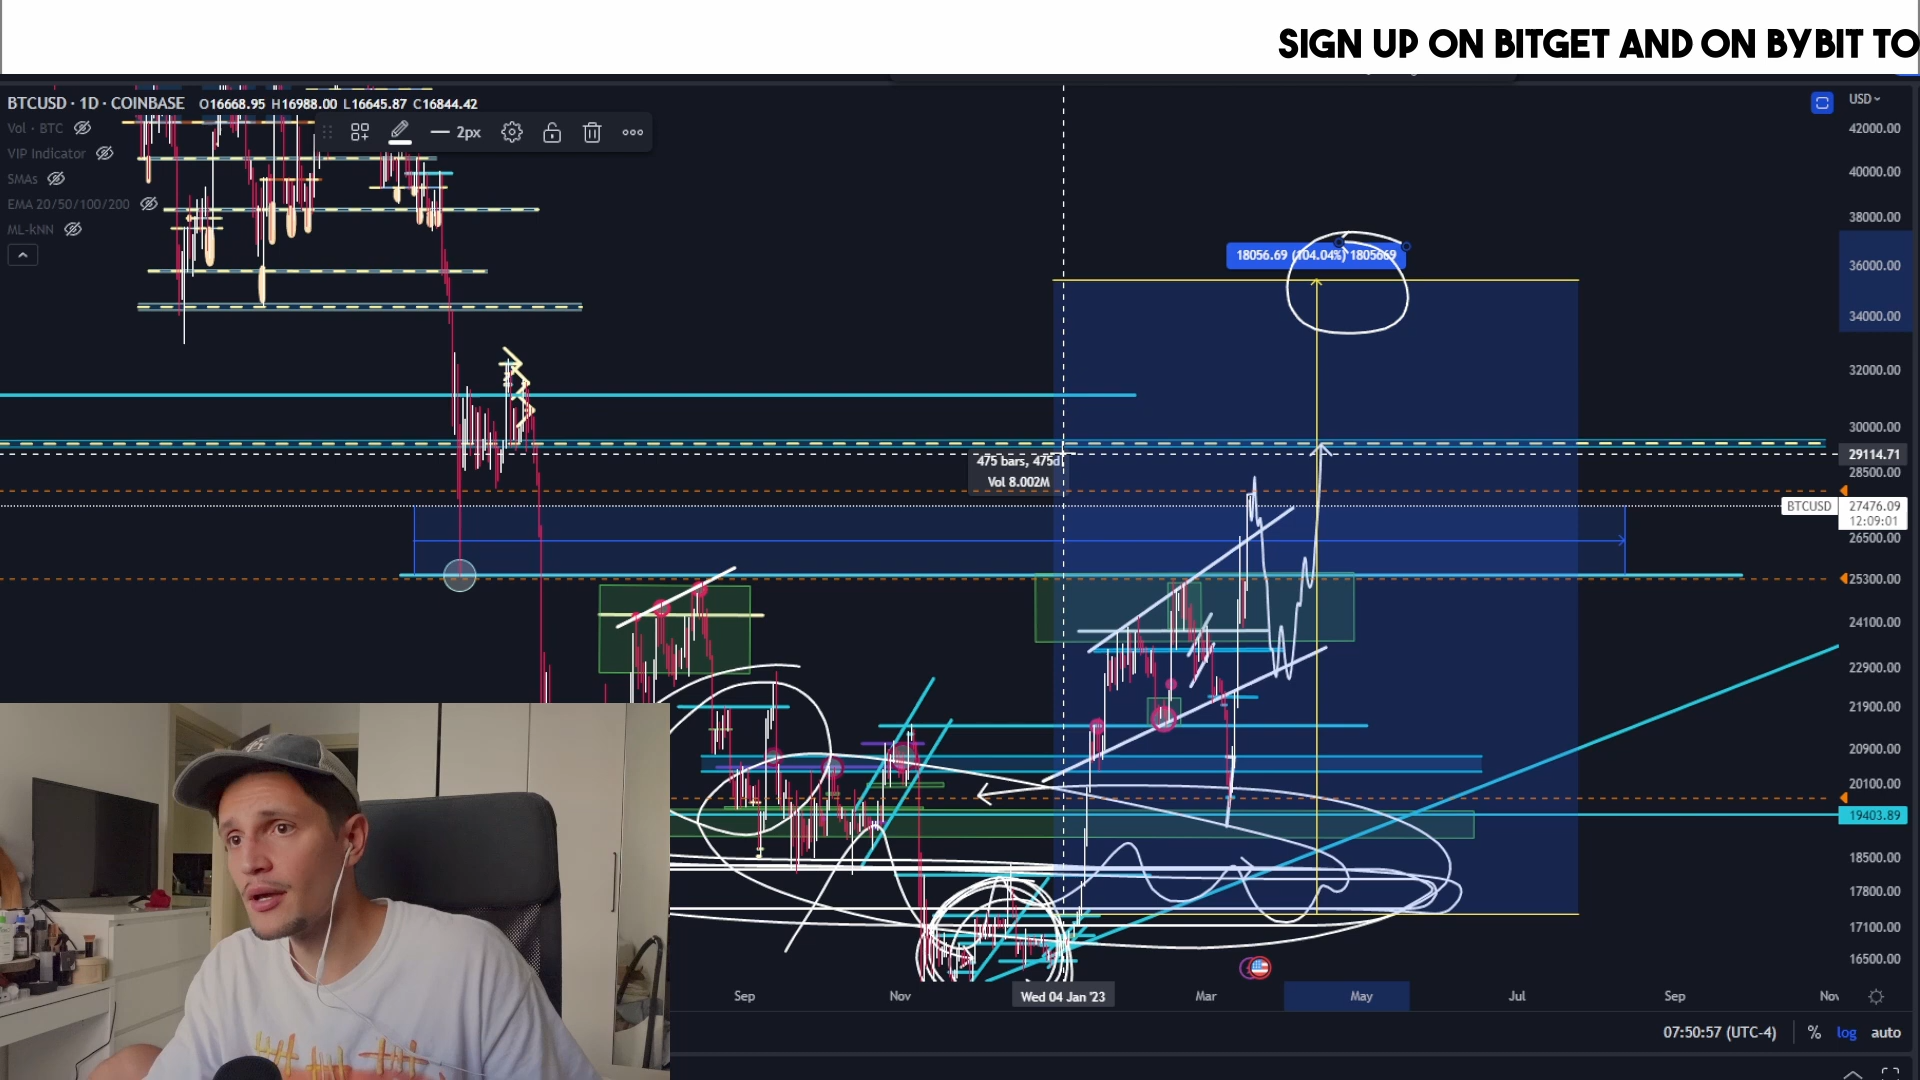 SIGN UP ON BITGET AND ON BYBIT TO
BTCUSD · 1D · COINBASE O16668.95 H16988.00 L16645.87 C16844.42
USD
Vol · BTC
2px
VIP Indicator
SMAs
EMA 20/50/100/200
ML-kNN
42000.00
40000.00
38000.00
18056.69 (104.04%) 1805669
36000.00
34000.00
32000.00
30000.00
29114.71
475 bars, 475d
28500.00
Vol 8.002M
BTCUSD 27476.09
12:09:01
26500.00
25300.00
24100.00
22900.00
21900.00
20900.00
20100.00
19403.89
18500.00
17800.00
17100.00
16500.00
Sep Nov Wed 04 Jan '23 Mar May Jul Sep Nov
07:50:57 (UTC-4) % log auto